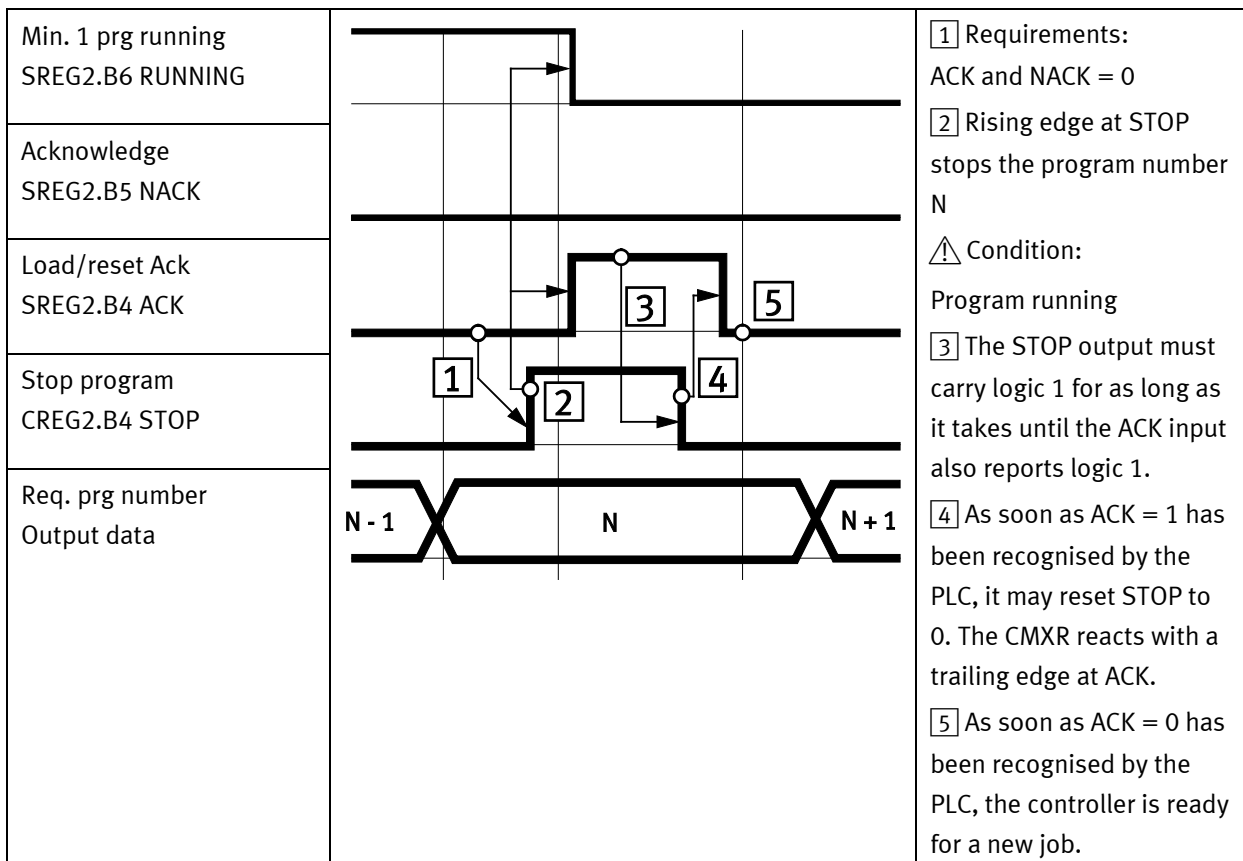 Min. 1 prg running
SREG2.B6 RUNNING
Acknowledge
SREG2.B5 NACK
Load/reset Ack
SREG2.B4 ACK
Stop program
CREG2.B4 STOP
Req. prg number
Output data
3
5
1
2
4
N - 1
N
N + 1
1 Requirements:
ACK and NACK = 0
2 Rising edge at STOP
stops the program number
N
⚠ Condition:
Program running
3 The STOP output must
carry logic 1 for as long as
it takes until the ACK input
also reports logic 1.
4 As soon as ACK = 1 has
been recognised by the
PLC, it may reset STOP to
0. The CMXR reacts with a
trailing edge at ACK.
5 As soon as ACK = 0 has
been recognised by the
PLC, the controller is ready
for a new job.